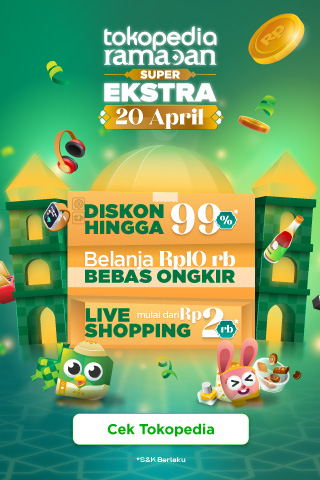 tokopedia
ramadan
SUPER
EKSTRA
20 April
Rp
DISKON
HINGGA 99%*
Belanja Rp10 rb
BEBAS ONGKIR
LIVE mulai dari Rp2 rb*
SHOPPING
Cek Tokopedia
*S&K Berlaku